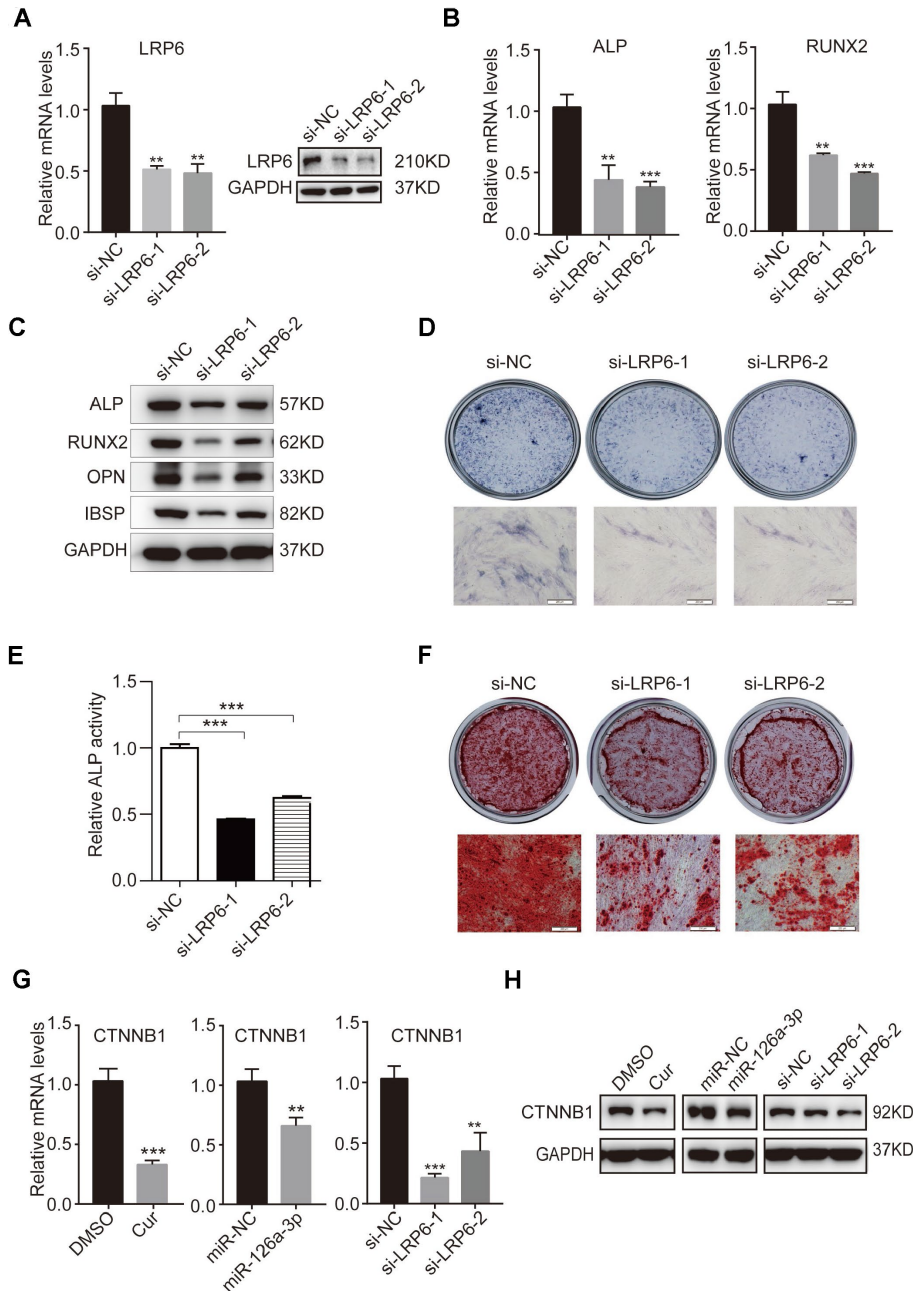 A
LRP6
Relative mRNA levels
1.5
1.0
0.5
0.0
**
**
si-NC
si-LRP6-1
si-LRP6-2
si-NC
si-LRP6-1
si-LRP6-2
LRP6
210KD
GAPDH
37KD
B
ALP
Relative mRNA levels
1.5
1.0
0.5
0.0
**
***
si-NC
si-LRP6-1
si-LRP6-2
RUNX2
Relative mRNA levels
1.5
1.0
0.5
0.0
**
***
si-NC
si-LRP6-1
si-LRP6-2
C
si-NC
si-LRP6-1
si-LRP6-2
ALP
57KD
RUNX2
62KD
OPN
33KD
IBSP
82KD
GAPDH
37KD
D
si-NC
si-LRP6-1
si-LRP6-2
E
Relative ALP activity
1.5
1.0
0.5
0.0
***
***
si-NC
si-LRP6-1
si-LRP6-2
F
si-NC
si-LRP6-1
si-LRP6-2
G
Relative mRNA levels
CTNNB1
1.5
1.0
0.5
0.0
***
DMSO
Cur
CTNNB1
1.5
1.0
0.5
0.0
**
miR-NC
miR-126a-3p
CTNNB1
1.5
1.0
0.5
0.0
***
**
si-NC
si-LRP6-1
si-LRP6-2
H
DMSO
Cur
miR-NC
miR-126a-3p
si-NC
si-LRP6-1
si-LRP6-2
CTNNB1
92KD
GAPDH
37KD